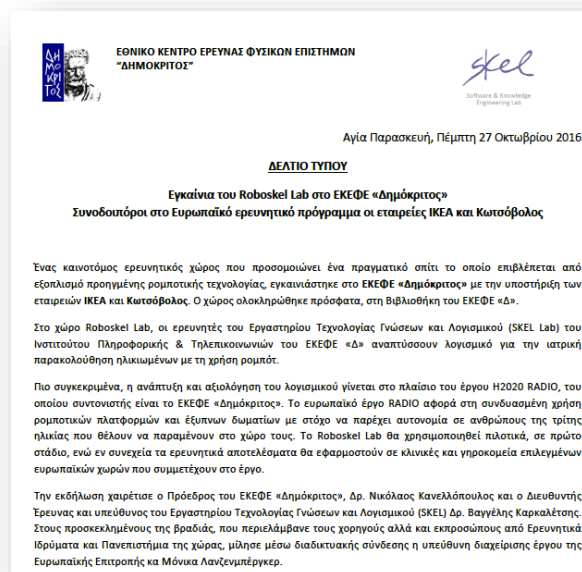 ΔΗ
ΜΟ
ΚΡΙ
ΤΟΣ
ΕΘΝΙΚΟ ΚΕΝΤΡΟ ΕΡΕΥΝΑΣ ΦΥΣΙΚΩΝ ΕΠΙΣΤΗΜΩΝ
“ΔΗΜΟΚΡΙΤΟΣ”
skel
Software & Knowledge
Engineering Lab
Αγία Παρασκευή, Πέμπτη 27 Οκτωβρίου 2016
ΔΕΛΤΙΟ ΤΥΠΟΥ
Εγκαίνια του Roboskel Lab στο ΕΚΕΦΕ «Δημόκριτος»
Συνοδοιπόροι στο Ευρωπαϊκό ερευνητικό πρόγραμμα οι εταιρείες ΙΚΕΑ και Κωτσόβολος
Ένας καινοτόμος ερευνητικός χώρος που προσομοιώνει ένα πραγματικό σπίτι το οποίο επιβλέπεται από
εξοπλισμό προηγμένης ρομποτικής τεχνολογίας, εγκαινιάστηκε στο ΕΚΕΦΕ «Δημόκριτος» με την υποστήριξη των
εταιρειών ΙΚΕΑ και Κωτσόβολος. Ο χώρος ολοκληρώθηκε πρόσφατα, στη Βιβλιοθήκη του ΕΚΕΦΕ «Δ».
Στο χώρο Roboskel Lab, οι ερευνητές του Εργαστηρίου Τεχνολογίας Γνώσεων και Λογισμικού (SKEL Lab) του
Ινστιτούτου Πληροφορικής & Τηλεπικοινωνιών του ΕΚΕΦΕ «Δ» αναπτύσσουν λογισμικό για την ιατρική
παρακολούθηση ηλικιωμένων με τη χρήση ρομπότ.
Πιο συγκεκριμένα, η ανάπτυξη και αξιολόγηση του λογισμικού γίνεται στο πλαίσιο του έργου H2020 RADIO, του
οποίου συντονιστής είναι το ΕΚΕΦΕ «Δημόκριτος». Το ευρωπαϊκό έργο RADIO αφορά στη συνδυασμένη χρήση
ρομποτικών πλατφορμών και έξυπνων δωματίων με στόχο να παρέχει αυτονομία σε ανθρώπους της τρίτης
ηλικίας που θέλουν να παραμένουν στο χώρο τους. Το Roboskel Lab θα χρησιμοποιηθεί πιλοτικά, σε πρώτο
στάδιο, ενώ εν συνεχεία τα ερευνητικά αποτελέσματα θα εφαρμοστούν σε κλινικές και γηροκομεία επιλεγμένων
ευρωπαϊκών χωρών που συμμετέχουν στο έργο.
Την εκδήλωση χαιρέτισε ο Πρόεδρος του ΕΚΕΦΕ «Δημόκριτος», Δρ. Νικόλαος Κανελλόπουλος και ο Διευθυντής
Έρευνας και υπεύθυνος του Εργαστηρίου Τεχνολογίας Γνώσεων και Λογισμικού (SKEL) Δρ. Βαγγέλης Καρκαλέτσης.
Στους προσκεκλημένους της βραδιάς, που περιελάμβανε τους χορηγούς αλλά και εκπροσώπους από Ερευνητικά
Ιδρύματα και Πανεπιστήμια της χώρας, μίλησε μέσω διαδικτυακής σύνδεσης η υπεύθυνη διαχείρισης έργου της
Ευρωπαϊκής Επιτροπής κα Μόνικα Λανζενμπέργκερ.